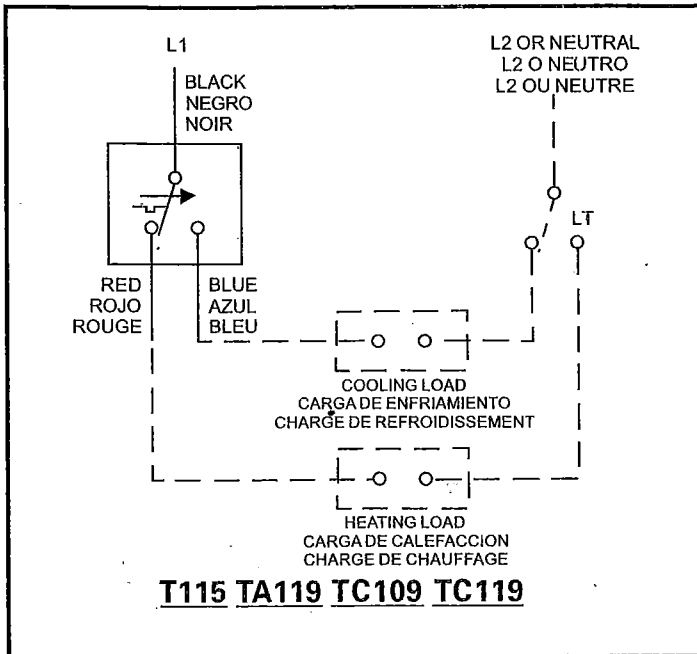 L1
BLACK
NEGRO
NOIR
L2 OR NEUTRAL
L2 O NEUTRO
L2 OU NEUTRE
LT
RED
ROJO
ROUGE
BLUE
AZUL
BLEU
COOLING LOAD
CARGA DE ENFRIAMIENTO
CHARGE DE REFROIDISSEMENT
HEATING LOAD
CARGA DE CALEFACCION
CHARGE DE CHAUFFAGE
T115 TA119 TC109 TC119